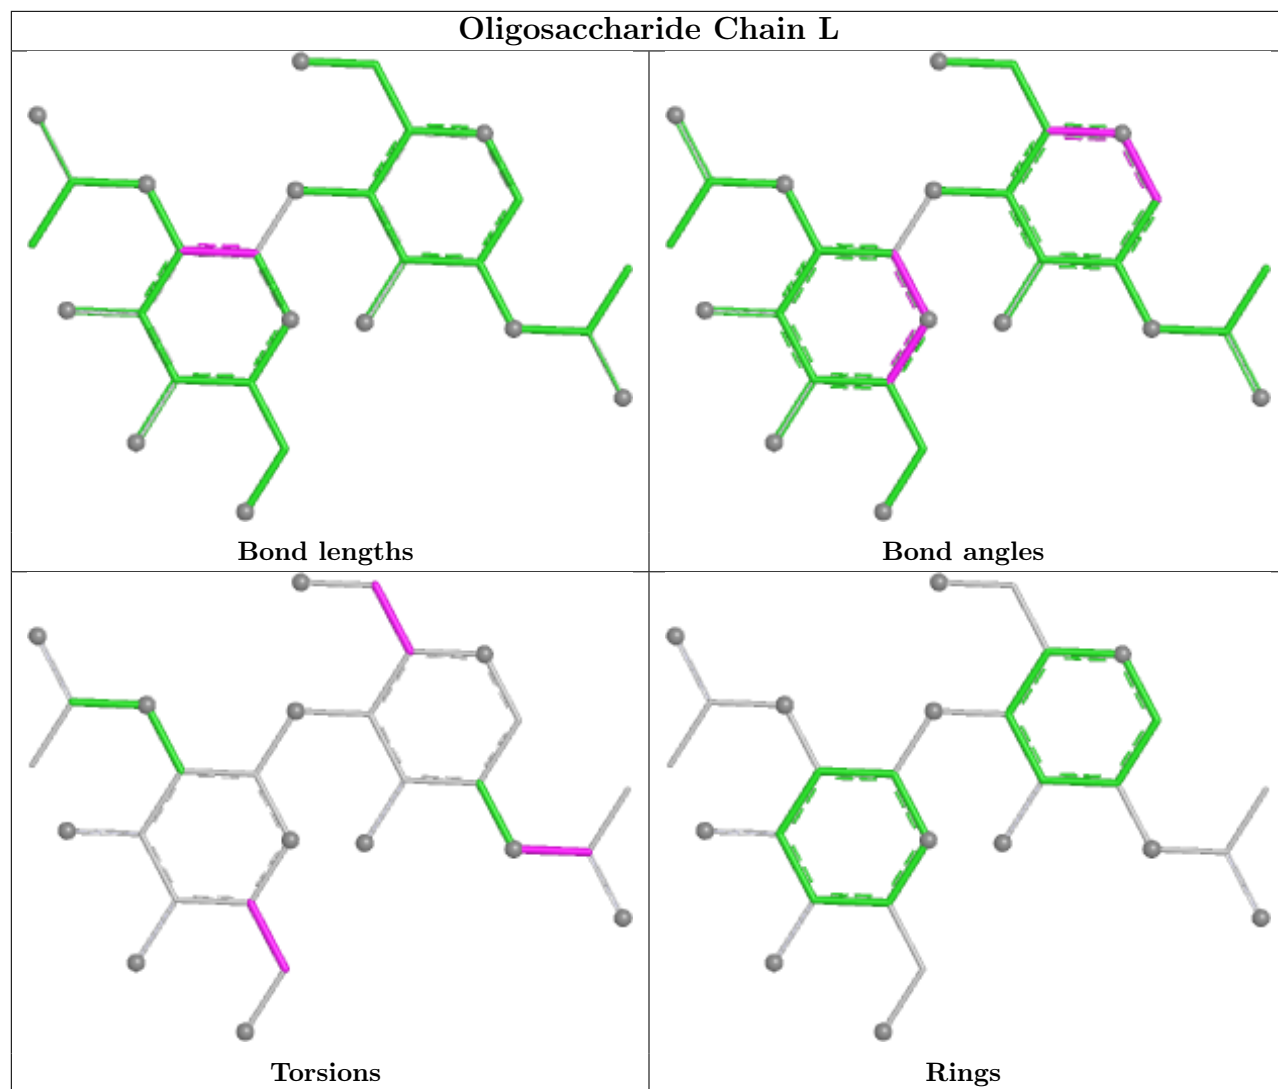 Oligosaccharide Chain L
Bond lengths
Bond angles
Torsions
Rings